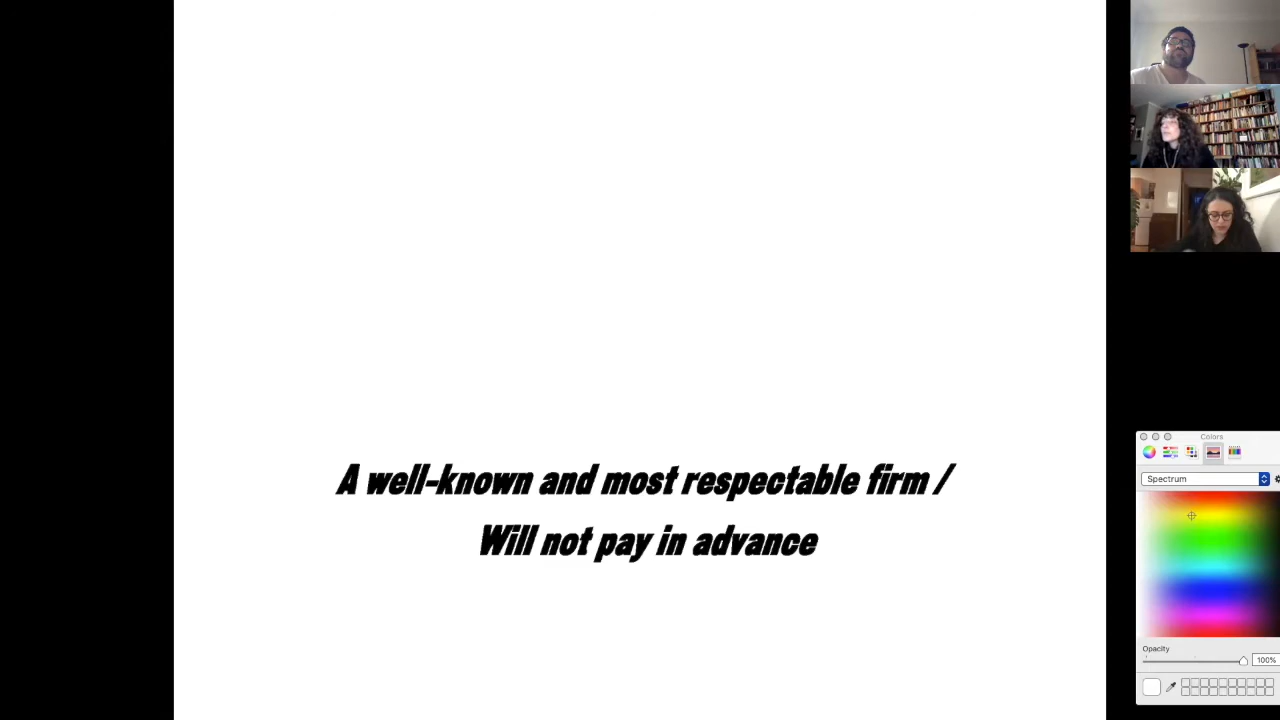 A well-known and most respectable firm /
Will not pay in advance
Colors
Spectrum
Opacity
100%